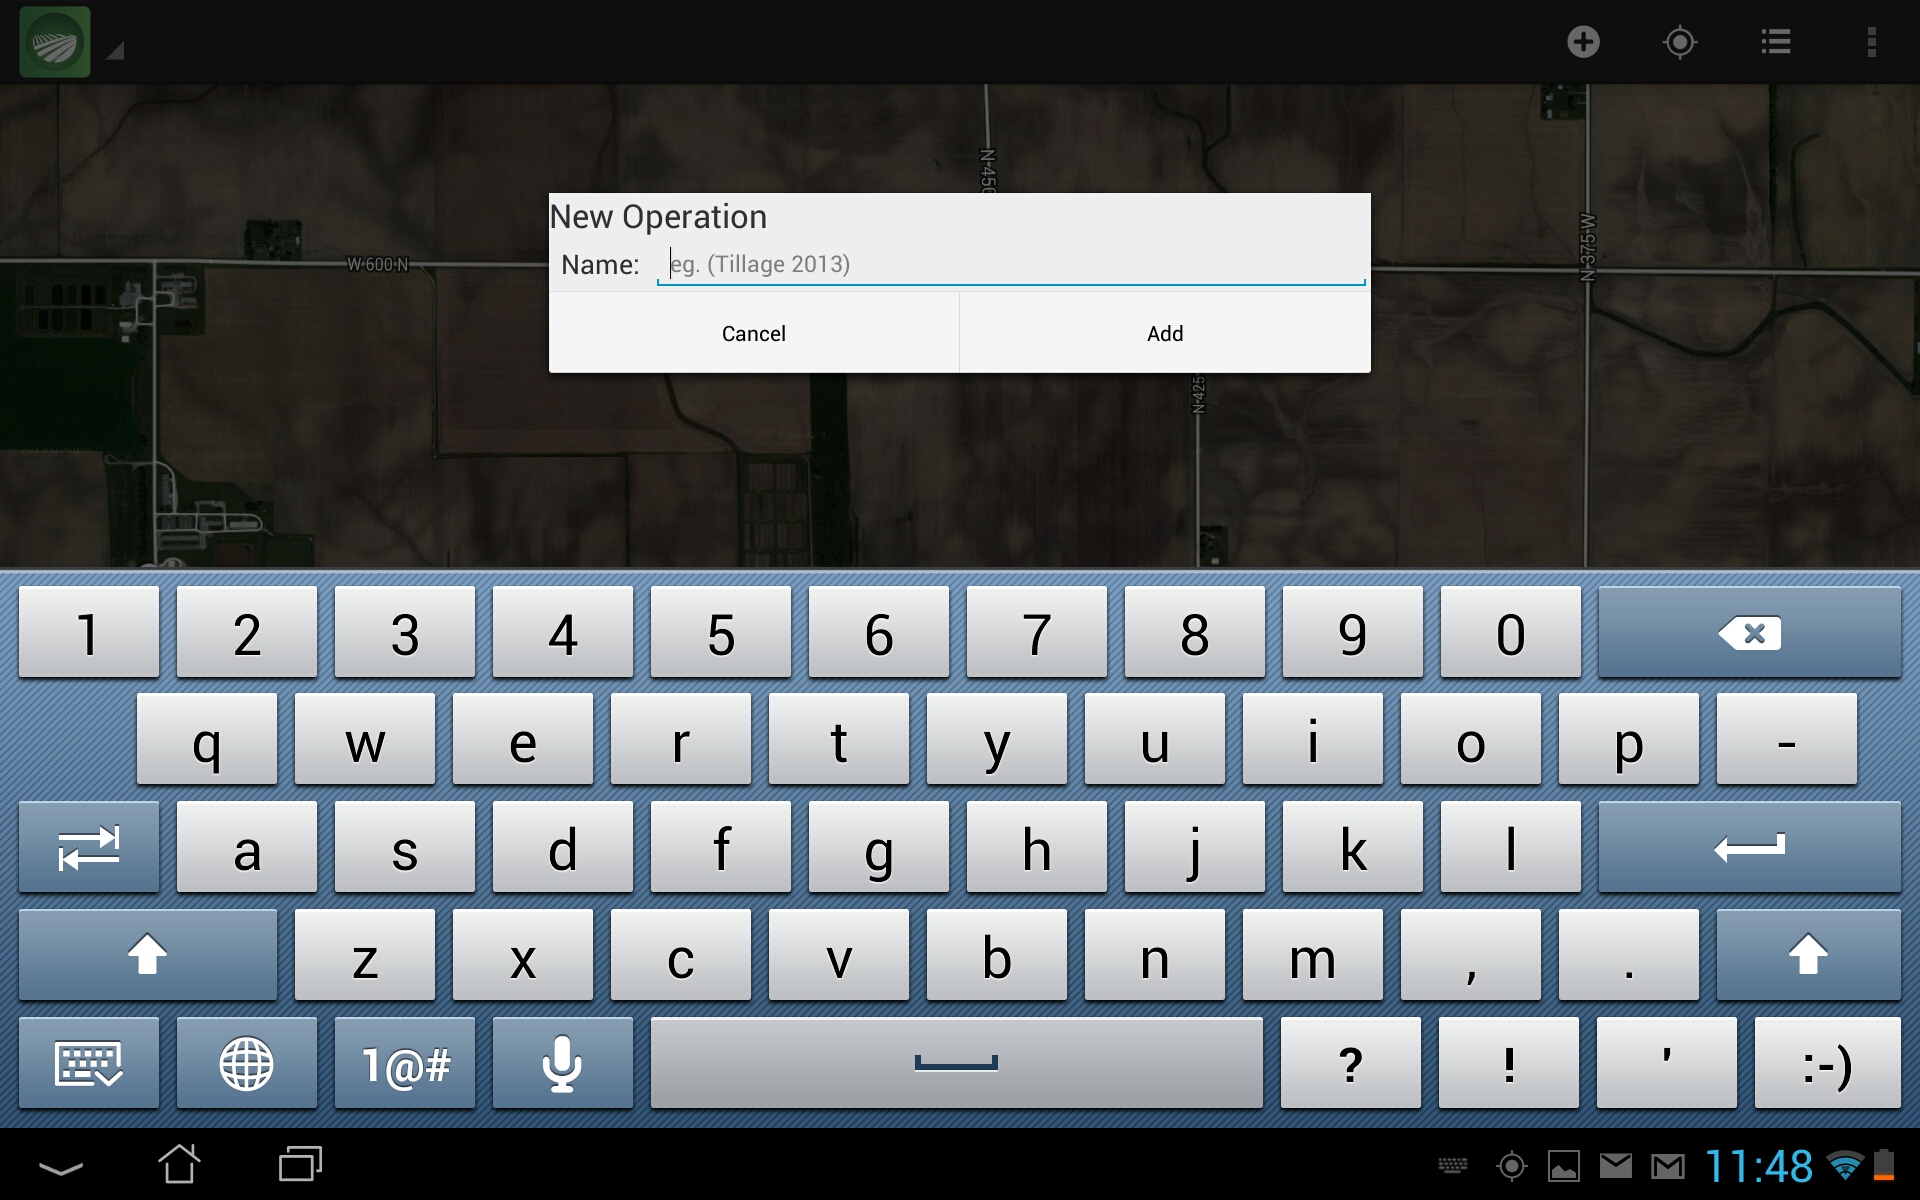 N 450
New Operation
Name: eg. (Tillage 2013)
W 600 N
N 375 W
Cancel Add
N 425
1 2 3 4 5 6 7 8 9 0
q w e r t y u i o p -
a s d f g h j k l
z x c v b n m , .
1@# ? ! ' :-)
11:48